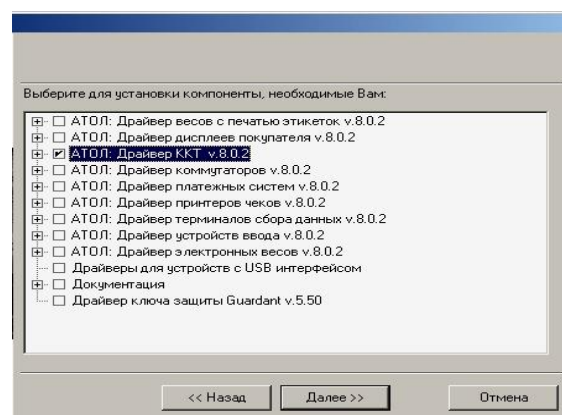 Выберите для установки компоненты, необходимые Вам:
АТОЛ: Драйвер весов с печатью этикеток v.8.0.2
АТОЛ: Драйвер дисплеев покупателя v.8.0.2
АТОЛ: Драйвер ККТ v.8.0.2
АТОЛ: Драйвер коммутаторов v.8.0.2
АТОЛ: Драйвер платежных систем v.8.0.2
АТОЛ: Драйвер принтеров чеков v.8.0.2
АТОЛ: Драйвер терминалов сбора данных v.8.0.2
АТОЛ: Драйвер устройств ввода v.8.0.2
АТОЛ: Драйвер электронных весов v.8.0.2
Драйверы для устройств с USB интерфейсом
Документация
Драйвер ключа защиты Guardant v.5.50
<< Назад Далее >> Отмена